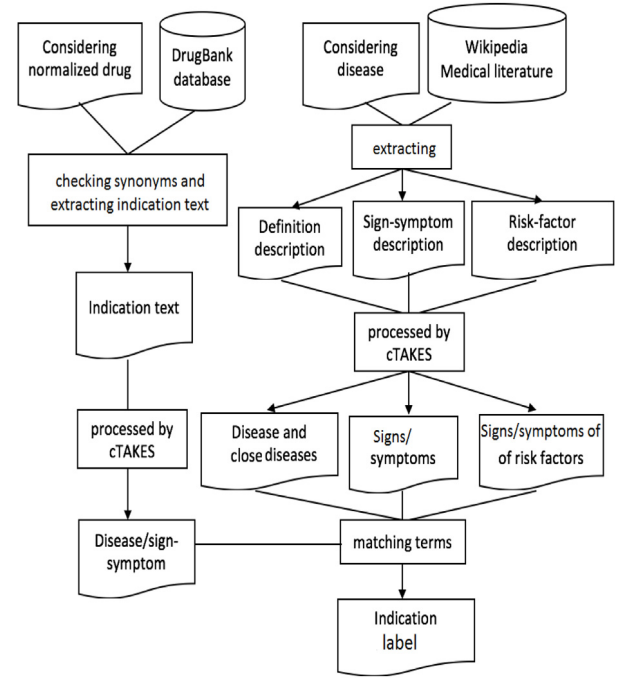 Considering
normalized drug
DrugBank
database
Considering
disease
Wikipedia
Medical literature
extracting
checking synonyms and
extracting indication text
Definition
description
Sign-symptom
description
Risk-factor
description
Indication text
processed by
cTAKES
processed by
cTAKES
Disease and
close diseases
Signs/
symptoms
Signs/symptoms of
of risk factors
Disease/sign-
symptom
matching terms
Indication
label